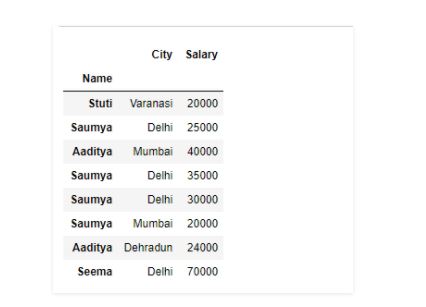 City Salary
Name
Stuti Varanasi 20000
Saumya Delhi 25000
Aaditya Mumbai 40000
Saumya Delhi 35000
Saumya Delhi 30000
Saumya Mumbai 20000
Aaditya Dehradun 24000
Seema Delhi 70000